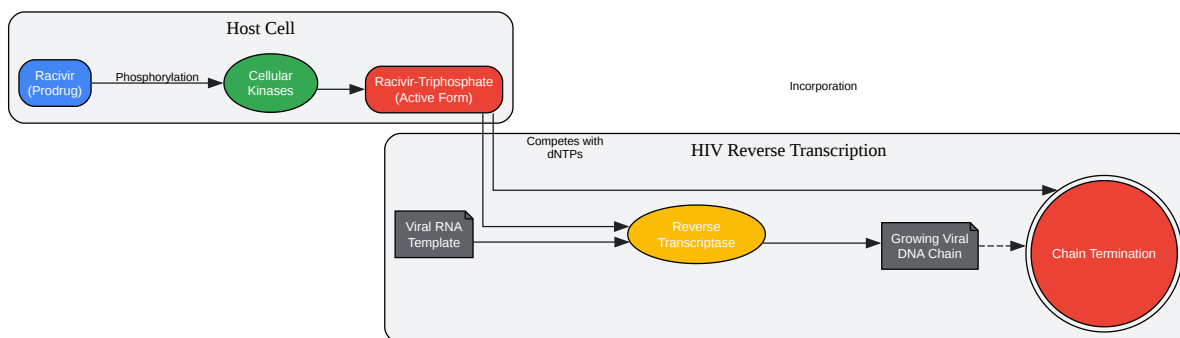 Host Cell
Racivir
(Prodrug)
Phosphorylation
Cellular
Kinases
Racivir-Triphosphate
(Active Form)
Incorporation
Competes with
dNTPs
HIV Reverse Transcription
Viral RNA
Template
Reverse
Transcriptase
Growing Viral
DNA Chain
Chain Termination